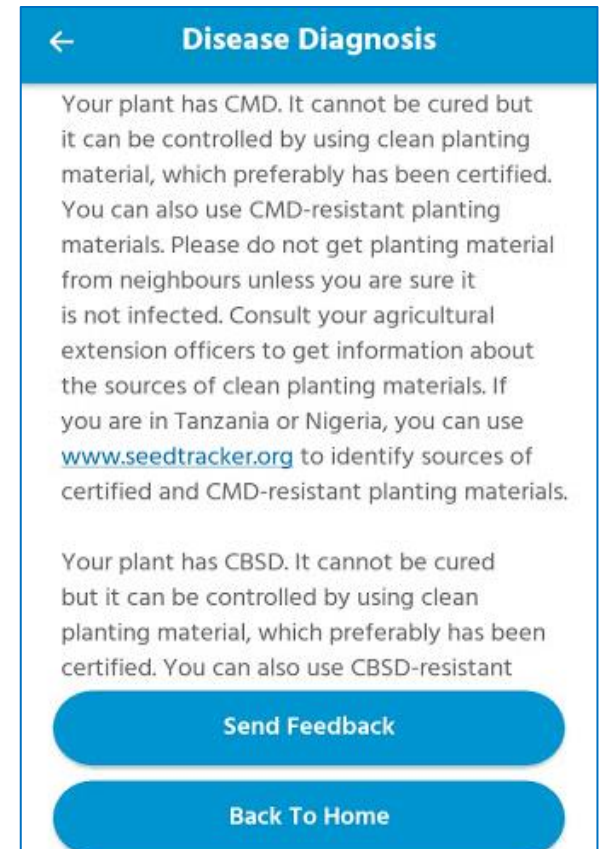 Disease Diagnosis
Your plant has CMD. It cannot be cured but
it can be controlled by using clean planting
material, which preferably has been certified.
You can also use CMD-resistant planting
materials. Please do not get planting material
from neighbours unless you are sure it
is not infected. Consult your agricultural
extension officers to get information about
the sources of clean planting materials. If
you are in Tanzania or Nigeria, you can use
www.seedtracker.org to identify sources of
certified and CMD-resistant planting materials.
Your plant has CBSD. It cannot be cured
but it can be controlled by using clean
planting material, which preferably has been
certified. You can also use CBSD-resistant
Send Feedback
Back To Home